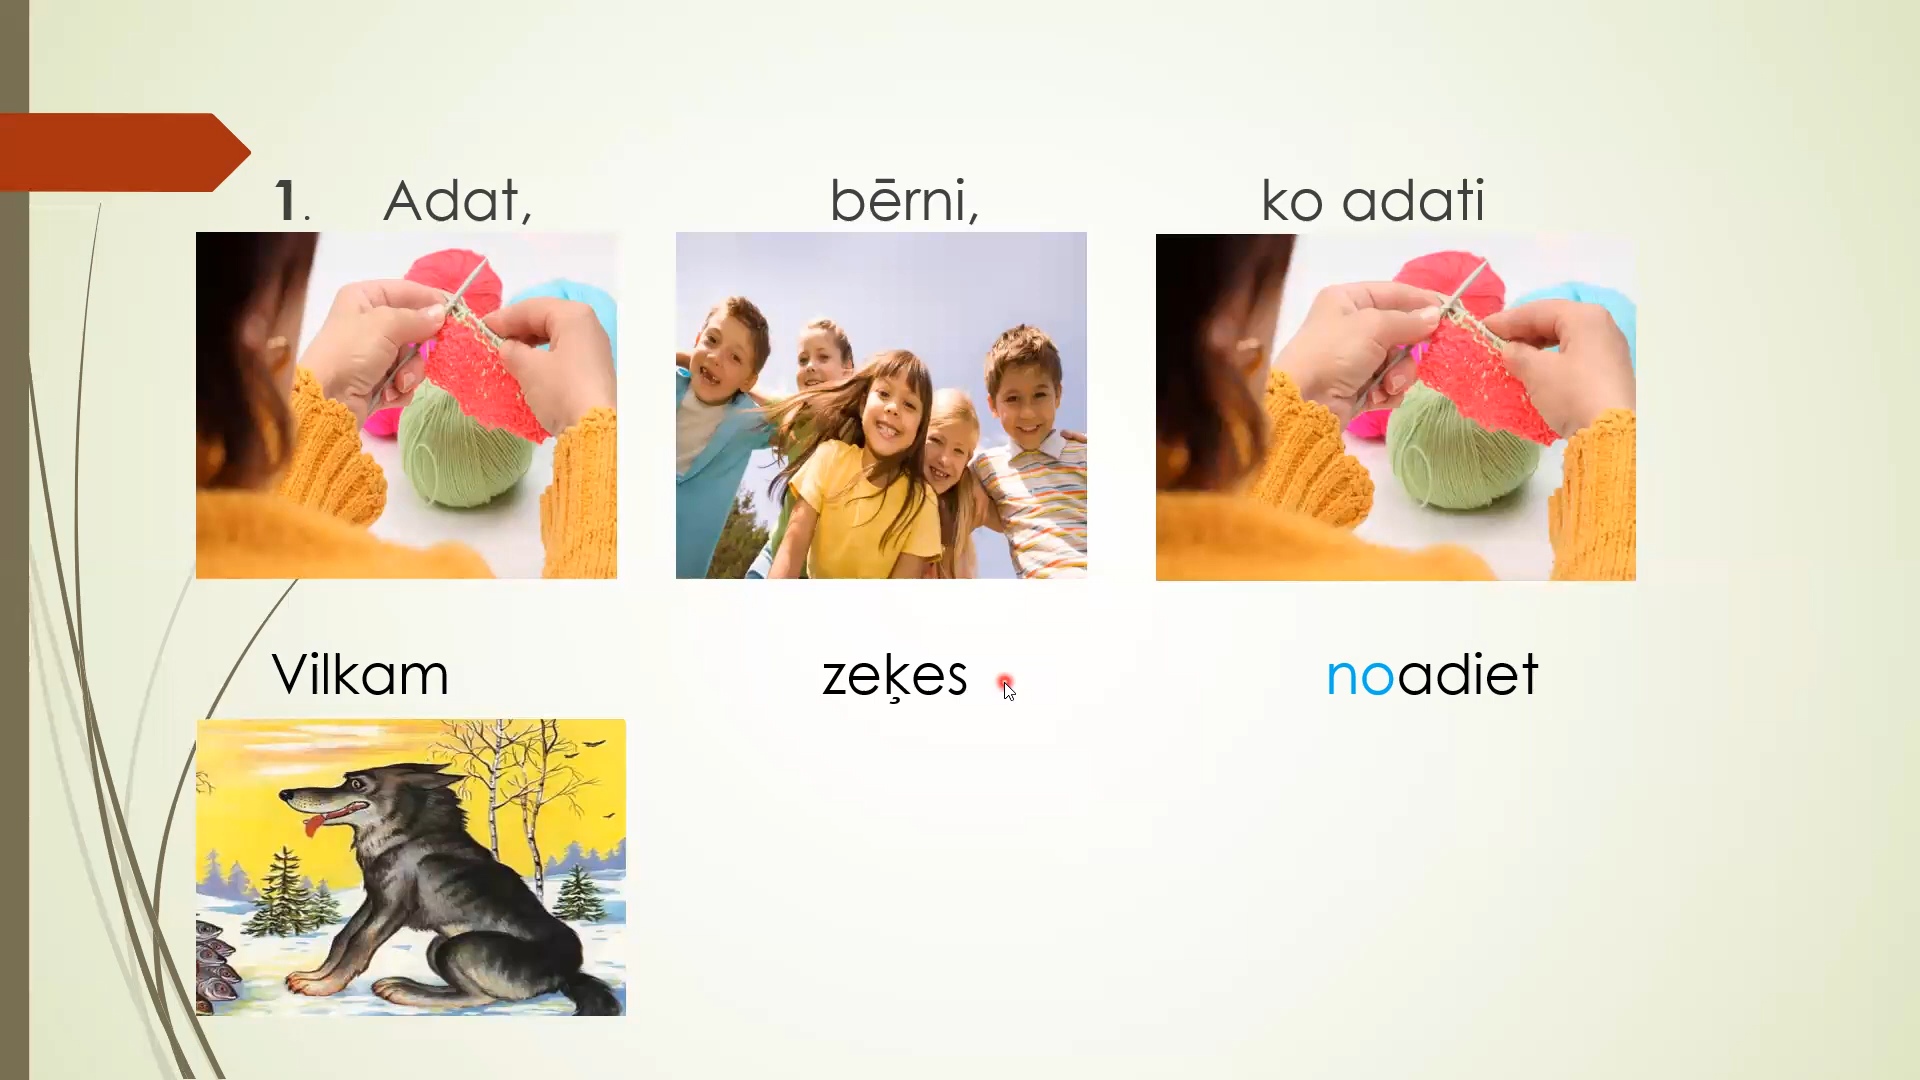 1. Adat, bērni, ko adati
Vilkam zeķes noadiet